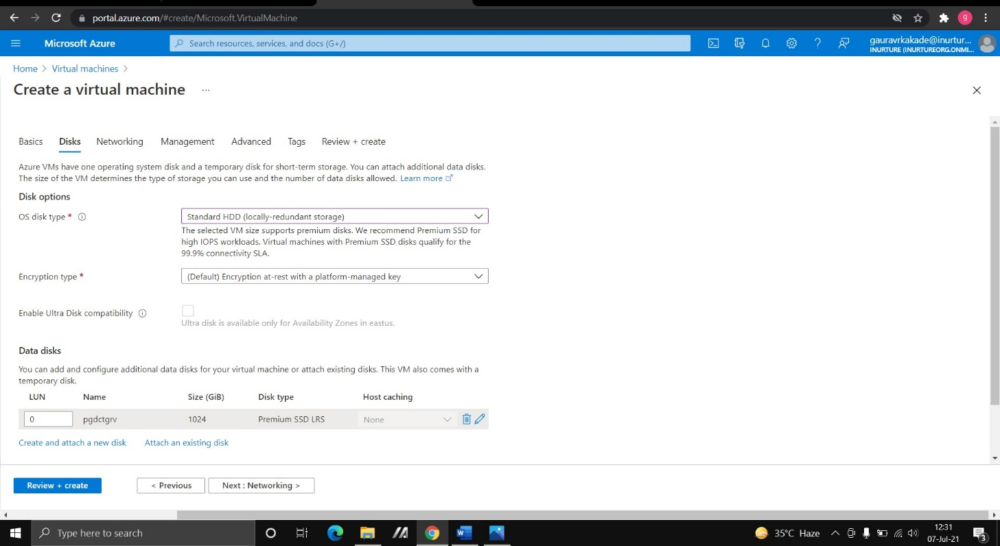 portal.azure.com/#create/Microsoft.VirtualMachine
g
Microsoft Azure
Search resources, services, and docs (G+/)
gauravrkakade@inurtur...
INURTURE (INURTUREORG.ONMI...
Home > Virtual machines >
Create a virtual machine ...
Basics Disks Networking Management Advanced Tags Review + create
Azure VMs have one operating system disk and a temporary disk for short-term storage. You can attach additional data disks.
The size of the VM determines the type of storage you can use and the number of data disks allowed. Learn more
Disk options
OS disk type *
Standard HDD (locally-redundant storage)
The selected VM size supports premium disks. We recommend Premium SSD for
high IOPS workloads. Virtual machines with Premium SSD disks qualify for the
99.9% connectivity SLA.
Encryption type *
(Default) Encryption at-rest with a platform-managed key
Enable Ultra Disk compatibility
Ultra disk is available only for Availability Zones in eastus.
Data disks
You can add and configure additional data disks for your virtual machine or attach existing disks. This VM also comes with a
temporary disk.
LUN Name Size (GiB) Disk type Host caching
0 pgdctgrv 1024 Premium SSD LRS None
Create and attach a new disk Attach an existing disk
Review + create < Previous Next : Networking >
Type here to search
W
35°C Haze
12:31
07-Jul-21
3